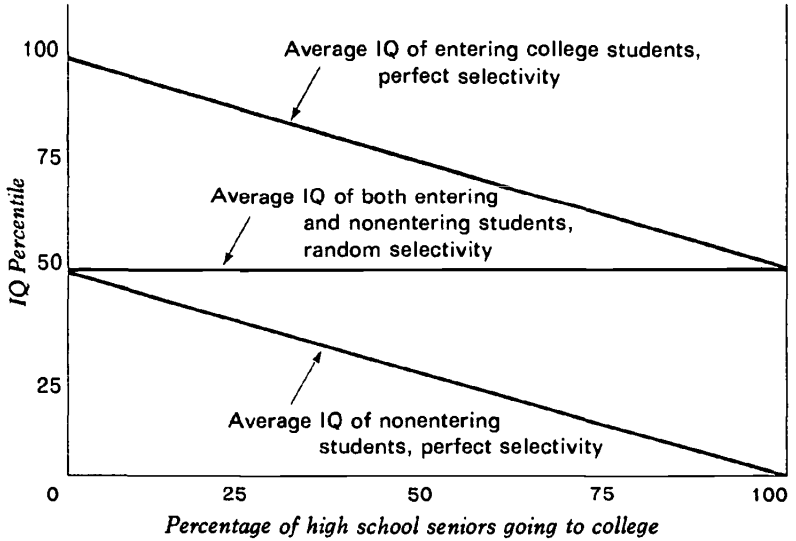 100
Average IQ of entering college students,
perfect selectivity
75
Average IQ of both entering
and nonentering students,
random selectivity
50
IQ Percentile
25
Average IQ of nonentering
students, perfect selectivity
0 25 50 75 100
Percentage of high school seniors going to college